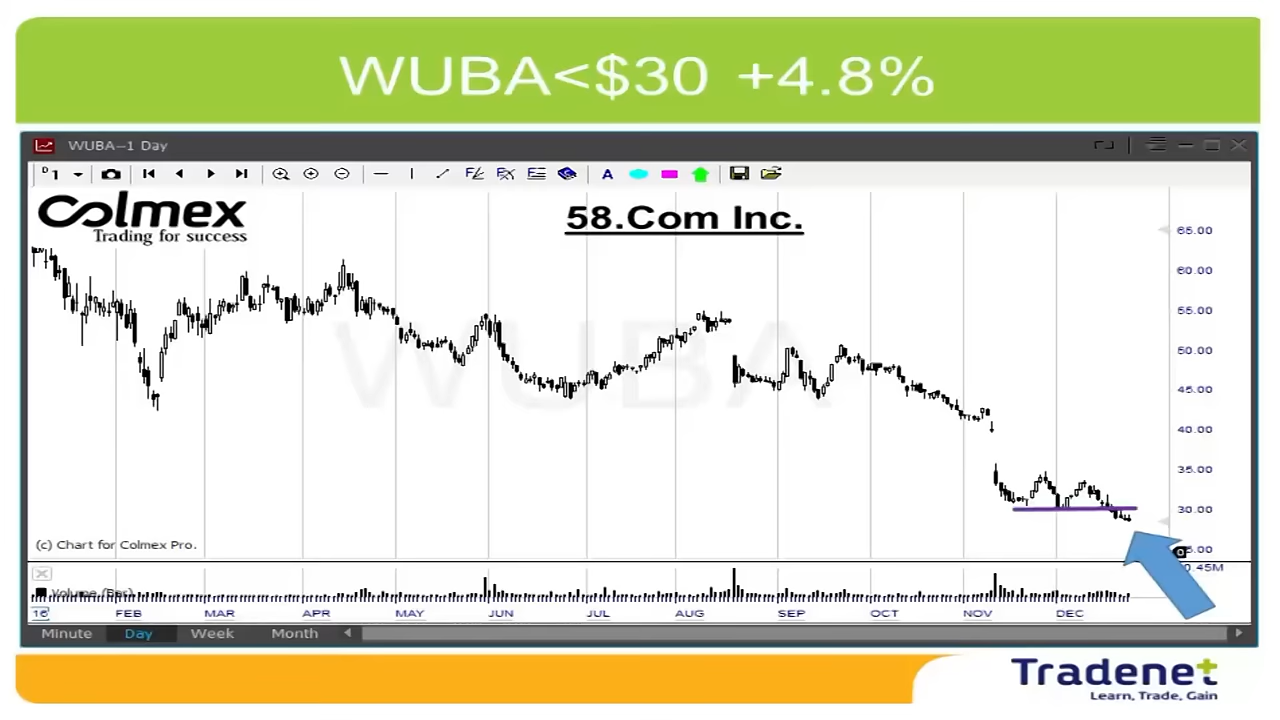 WUBA<$30 +4.8%
WUBA–1 Day
D1
A
Colmex
Trading for success
58.Com Inc.
WUBA
65.00
60.00
55.00
50.00
45.00
40.00
35.00
30.00
(c) Chart for Colmex Pro.
FEB MAR APR MAY JUN JUL AUG SEP OCT NOV DEC
Minute Day Week Month
Tradenet
Learn, Trade, Gain